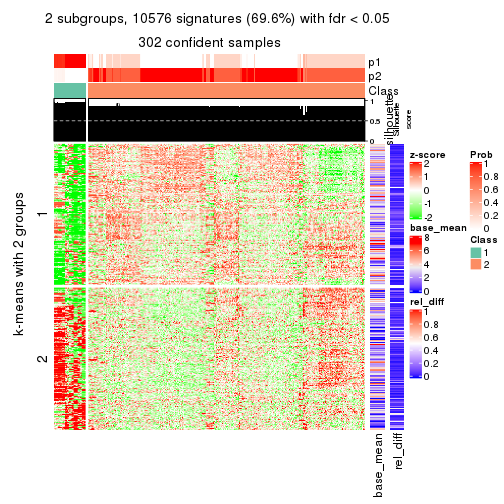 2 subgroups, 10576 signatures (69.6%) with fdr < 0.05
302 confident samples
p1
p2
Class
1
0.5
0
silhouette
Silhouette
score
k-means with 2 groups
1
2
base_mean
rel_diff
z-score
2
1
0
-1
-2
base_mean
8
6
4
2
0
rel_diff
1
0.8
0.6
0.4
0.2
0
Prob
1
0.8
0.6
0.4
0.2
0
Class
1
2